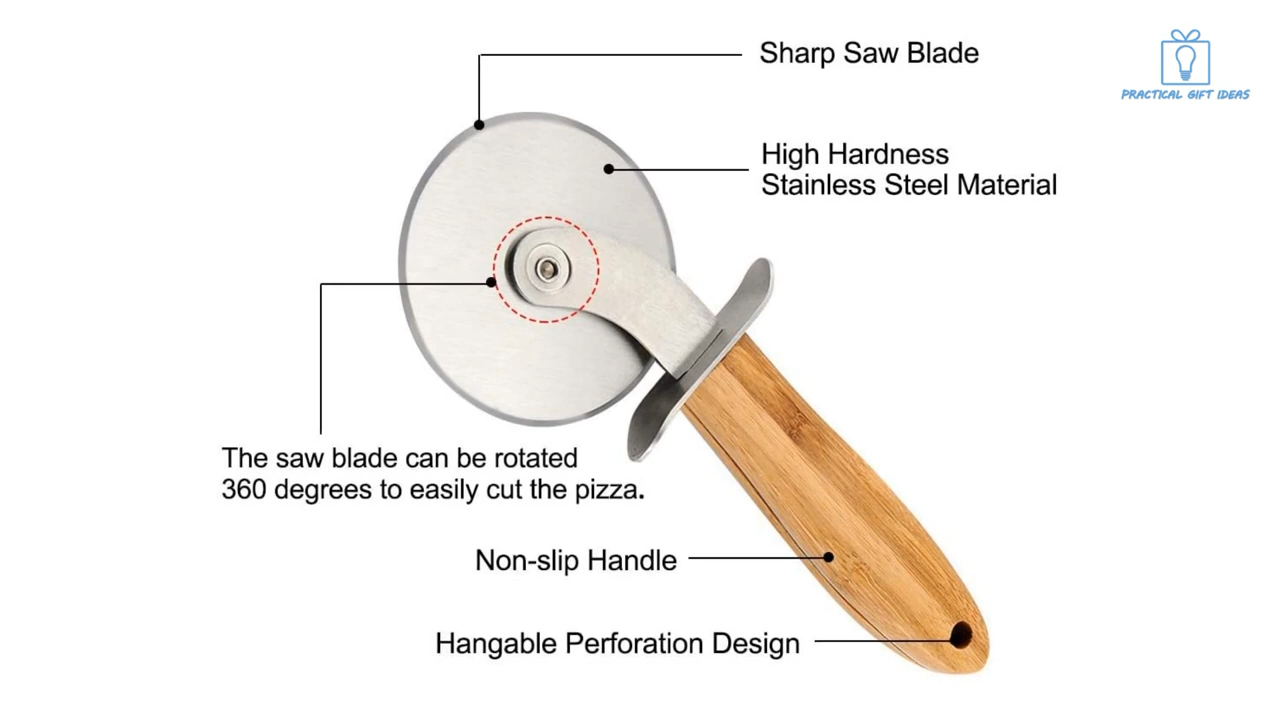 Sharp Saw Blade
PRACTICAL GIFT IDEAS
High Hardness
Stainless Steel Material
The saw blade can be rotated
360 degrees to easily cut the pizza.
Non-slip Handle
Hangable Perforation Design